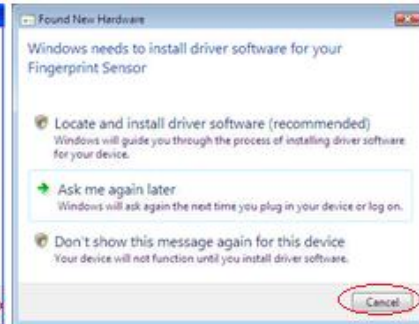 Found New Hardware
Windows needs to install driver software for your
Fingerprint Sensor
Locate and install driver software (recommended)
Windows will guide you through the process of installing driver software
for your device.
Ask me again later
Windows will ask again the next time you plug in your device or log on.
Don't show this message again for this device
Your device will not function until you install driver software.
Cancel